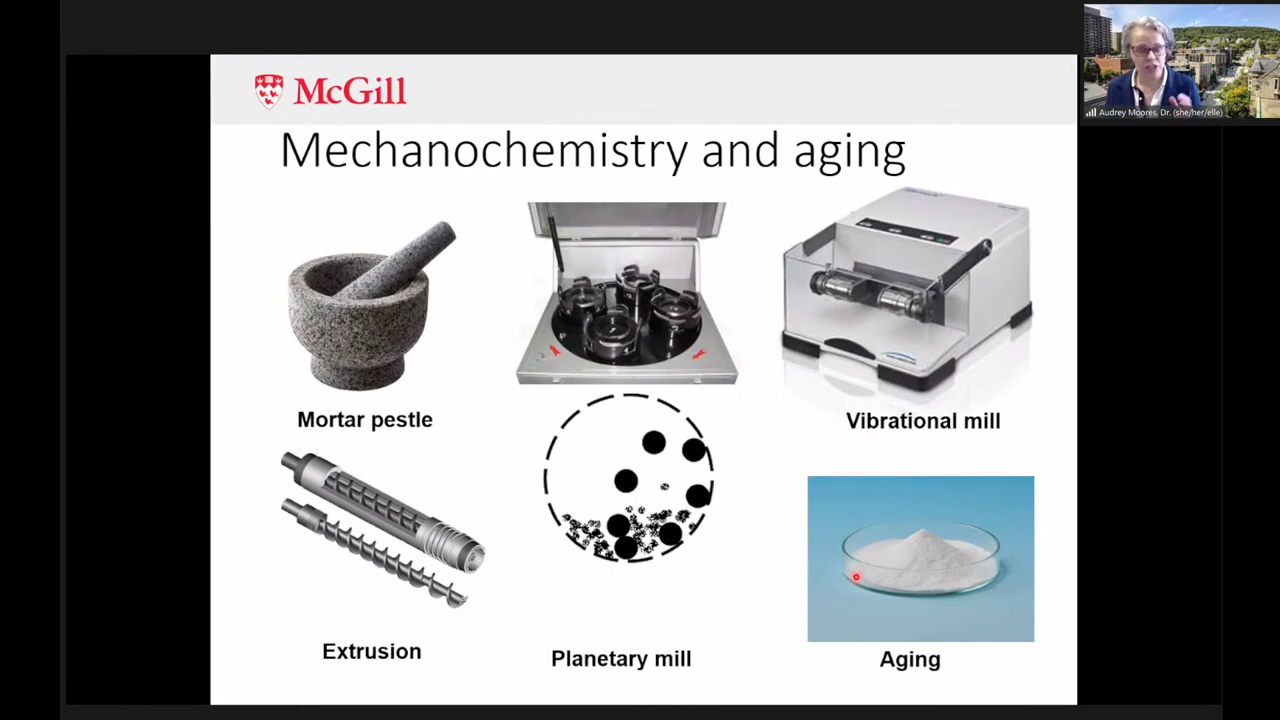 McGill
Mechanochemistry and aging
Audrey Moores, Dr. (she/her/elle)
Mortar pestle
Vibrational mill
Extrusion
Planetary mill
Aging